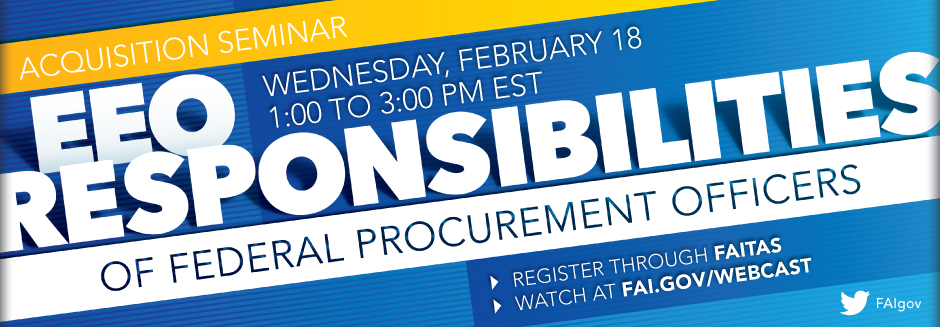 ACQUISITION SEMINAR
WEDNESDAY, FEBRUARY 18
1:00 TO 3:00 PM EST
EEO
RESPONSIBILITIES
OF FEDERAL PROCUREMENT OFFICERS
REGISTER THROUGH FAITAS
WATCH AT FAI.GOV/WEBCAST
FAIgov